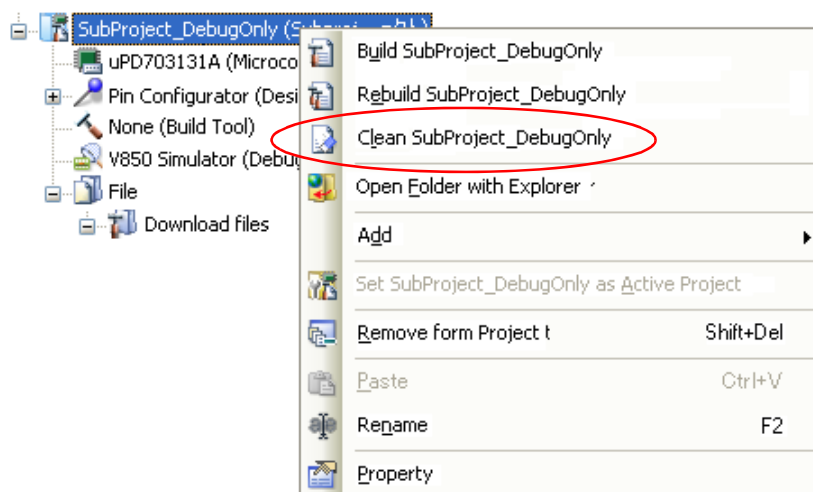 SubProject_DebugOnly
uPD703131A (Microco
Pin Configurator (Desi
None (Build Tool)
V850 Simulator (Debug
File
Download files
Build SubProject_DebugOnly
Rebuild SubProject_DebugOnly
Clean SubProject_DebugOnly
Open Folder with Explorer
Add
Set SubProject_DebugOnly as Active Project
Remove form Project t Shift+Del
Paste Ctrl+V
Rename F2
Property